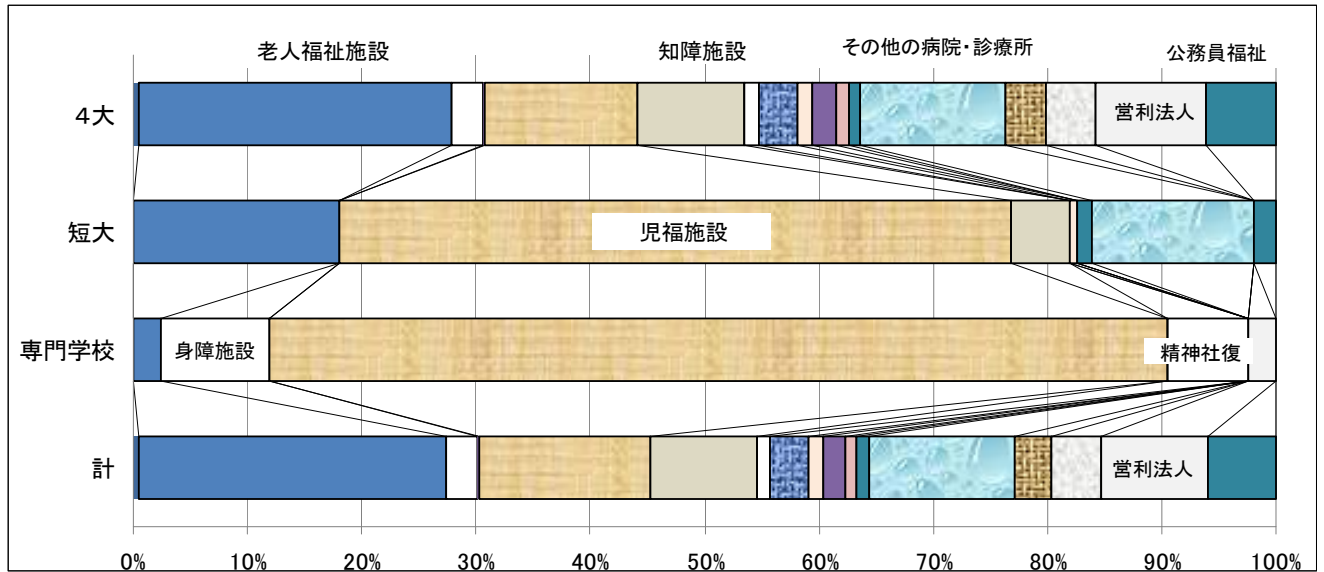 老人福祉施設 知障施設 その他の病院・診療所 公務員福祉
4大
営利法人
短大
児福施設
専門学校
身障施設
精神社復
計
営利法人
0% 10% 20% 30% 40% 50% 60% 70% 80% 90% 100%